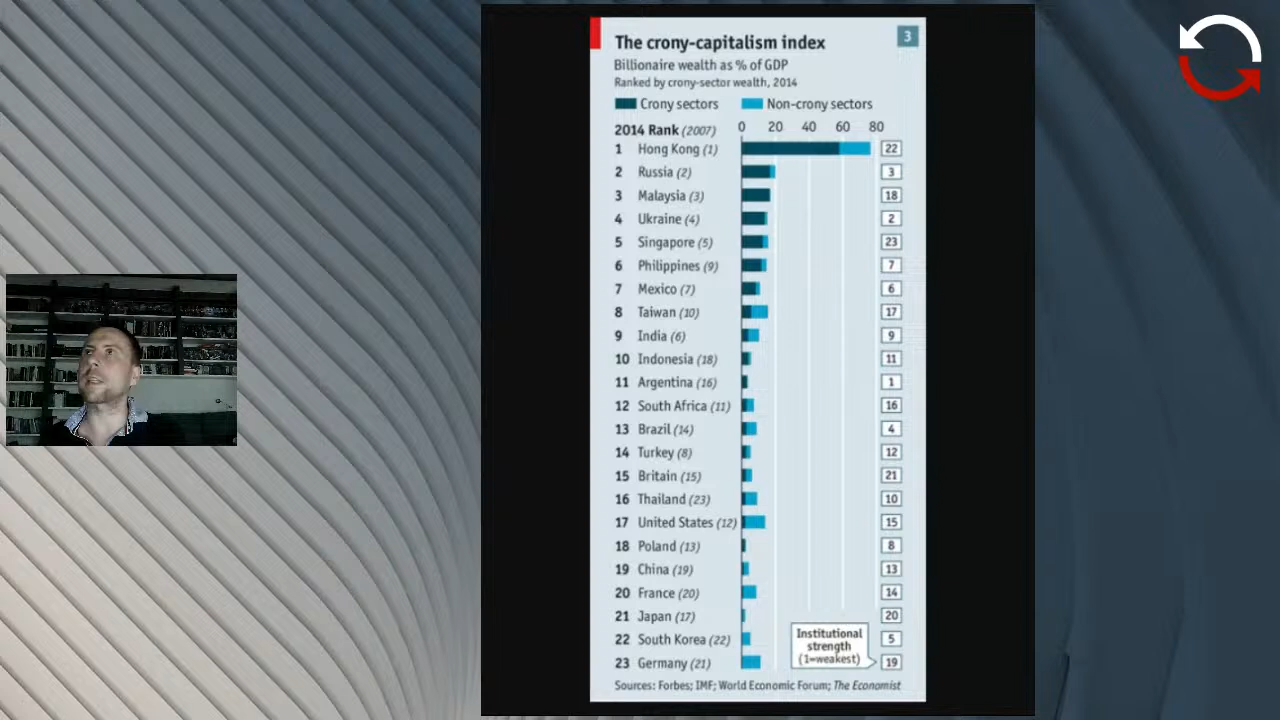 The crony-capitalism index 3
Billionaire wealth as % of GDP
Ranked by crony-sector wealth, 2014
Crony sectors Non-crony sectors
2014 Rank (2007) 0 20 40 60 80
1 Hong Kong (1) 22
2 Russia (2) 3
3 Malaysia (3) 18
4 Ukraine (4) 2
5 Singapore (5) 23
6 Philippines (9) 7
7 Mexico (7) 6
8 Taiwan (10) 17
9 India (6) 9
10 Indonesia (18) 11
11 Argentina (16) 1
12 South Africa (11) 16
13 Brazil (14) 4
14 Turkey (8) 12
15 Britain (15) 21
16 Thailand (23) 10
17 United States (12) 15
18 Poland (13) 8
19 China (19) 13
20 France (20) 14
21 Japan (17) 20
22 South Korea (22) 5
23 Germany (21) 19
Institutional
strength
(1=weakest)
Sources: Forbes; IMF; World Economic Forum; The Economist